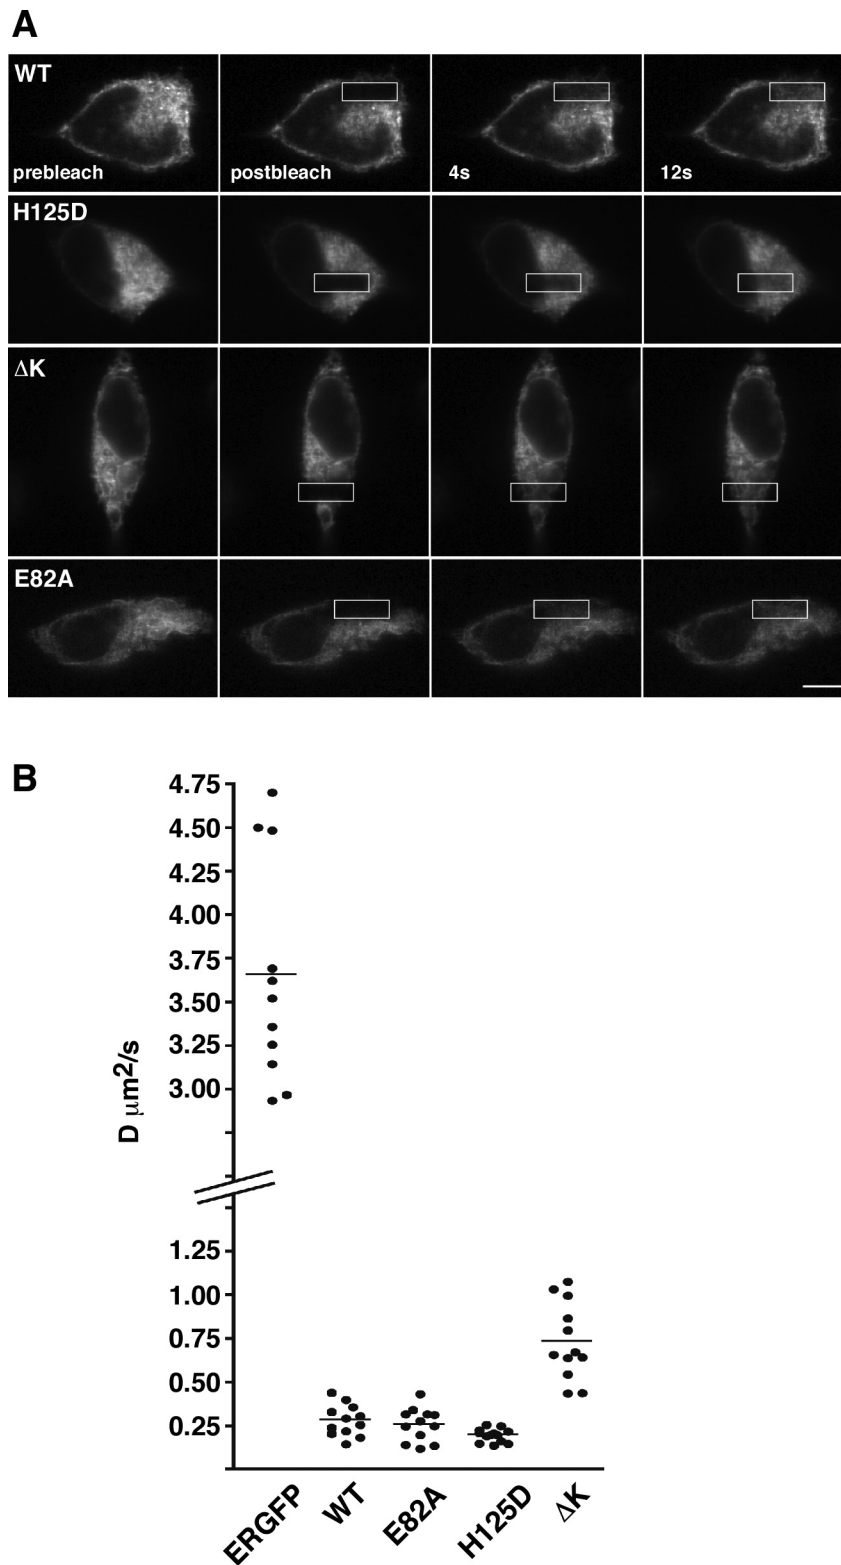 A
WT
prebleach postbleach 4s 12s
H125D
ΔK
E82A
B
4.75
4.50
4.25
4.00
3.75
3.50
3.25
3.00
1.25
1.00
0.75
0.50
0.25
D μm2/s
ERGFP WT E82A H125D ΔK